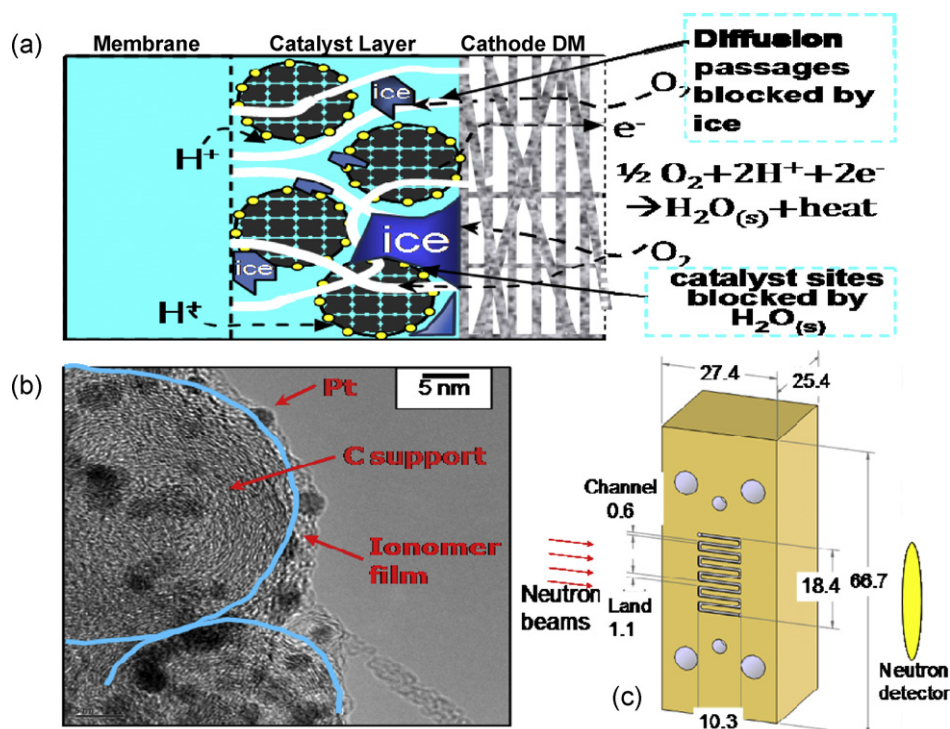 (a)
Membrane
Catalyst Layer
Cathode DM
Diffusion
passages
blocked by
ice
ice
O₂
e⁻
H⁺
½ O₂+2H⁺+2e⁻
→H₂O(s)+heat
ice
ice
O₂
H⁺
catalyst sites
blocked by
H₂O(s)
(b)
5 nm
Pt
C support
Ionomer
film
27.4
25.4
Channel
0.6
Neutron
beams
Land
1.1
18.4
66.7
Neutron
detector
(c)
10.3